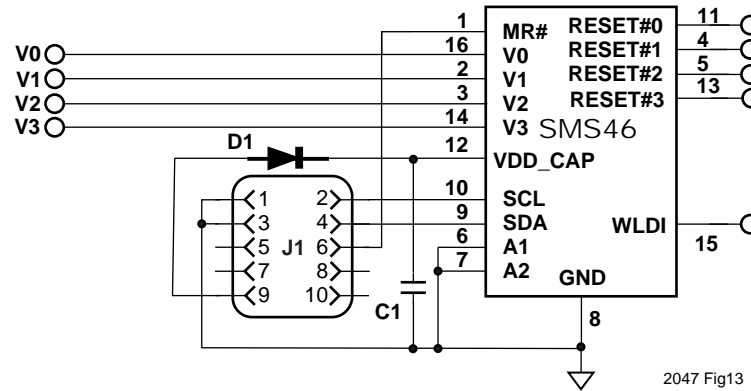 1 MR# RESET#0 11
V0 16 V0 RESET#1 4
V1 2 V1 RESET#2 5
V2 3 V2 RESET#3 13
V3 14 V3 SMS46
D1 12 VDD_CAP
1 2 10 SCL
3 4 9 SDA WLDI 15
5 J1 6 6 A1
7 8 7 A2
9 10 C1 GND
8
2047 Fig13